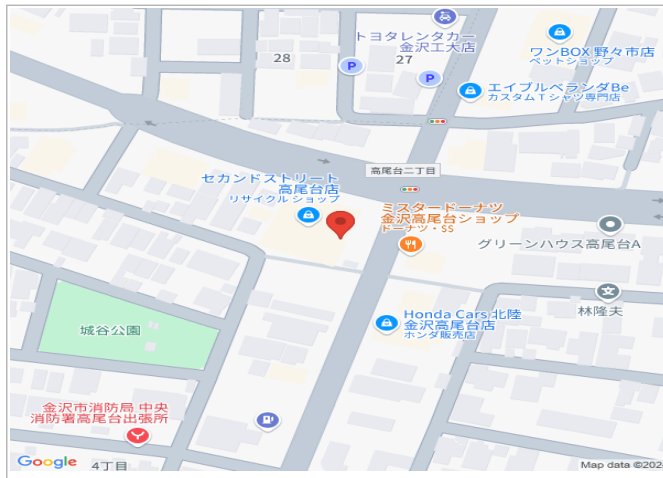 トヨタレンタカー
金沢工大店
28
27
P
P
ワンBOX 野々市店
ペットショップ
エイブルベランダBe
カスタムTシャツ専門店
高尾台二丁目
セカンドストリート
高尾台店
リサイクル ショップ
ミスタードーナツ
金沢高尾台ショップ
ドーナツ・SS
グリーンハウス高尾台A
文
林隆夫
Honda Cars 北陸
金沢高尾台店
ホンダ販売店
城谷公園
金沢市消防局 中央
消防署高尾台出張所
Google
4丁目
Map data ©202